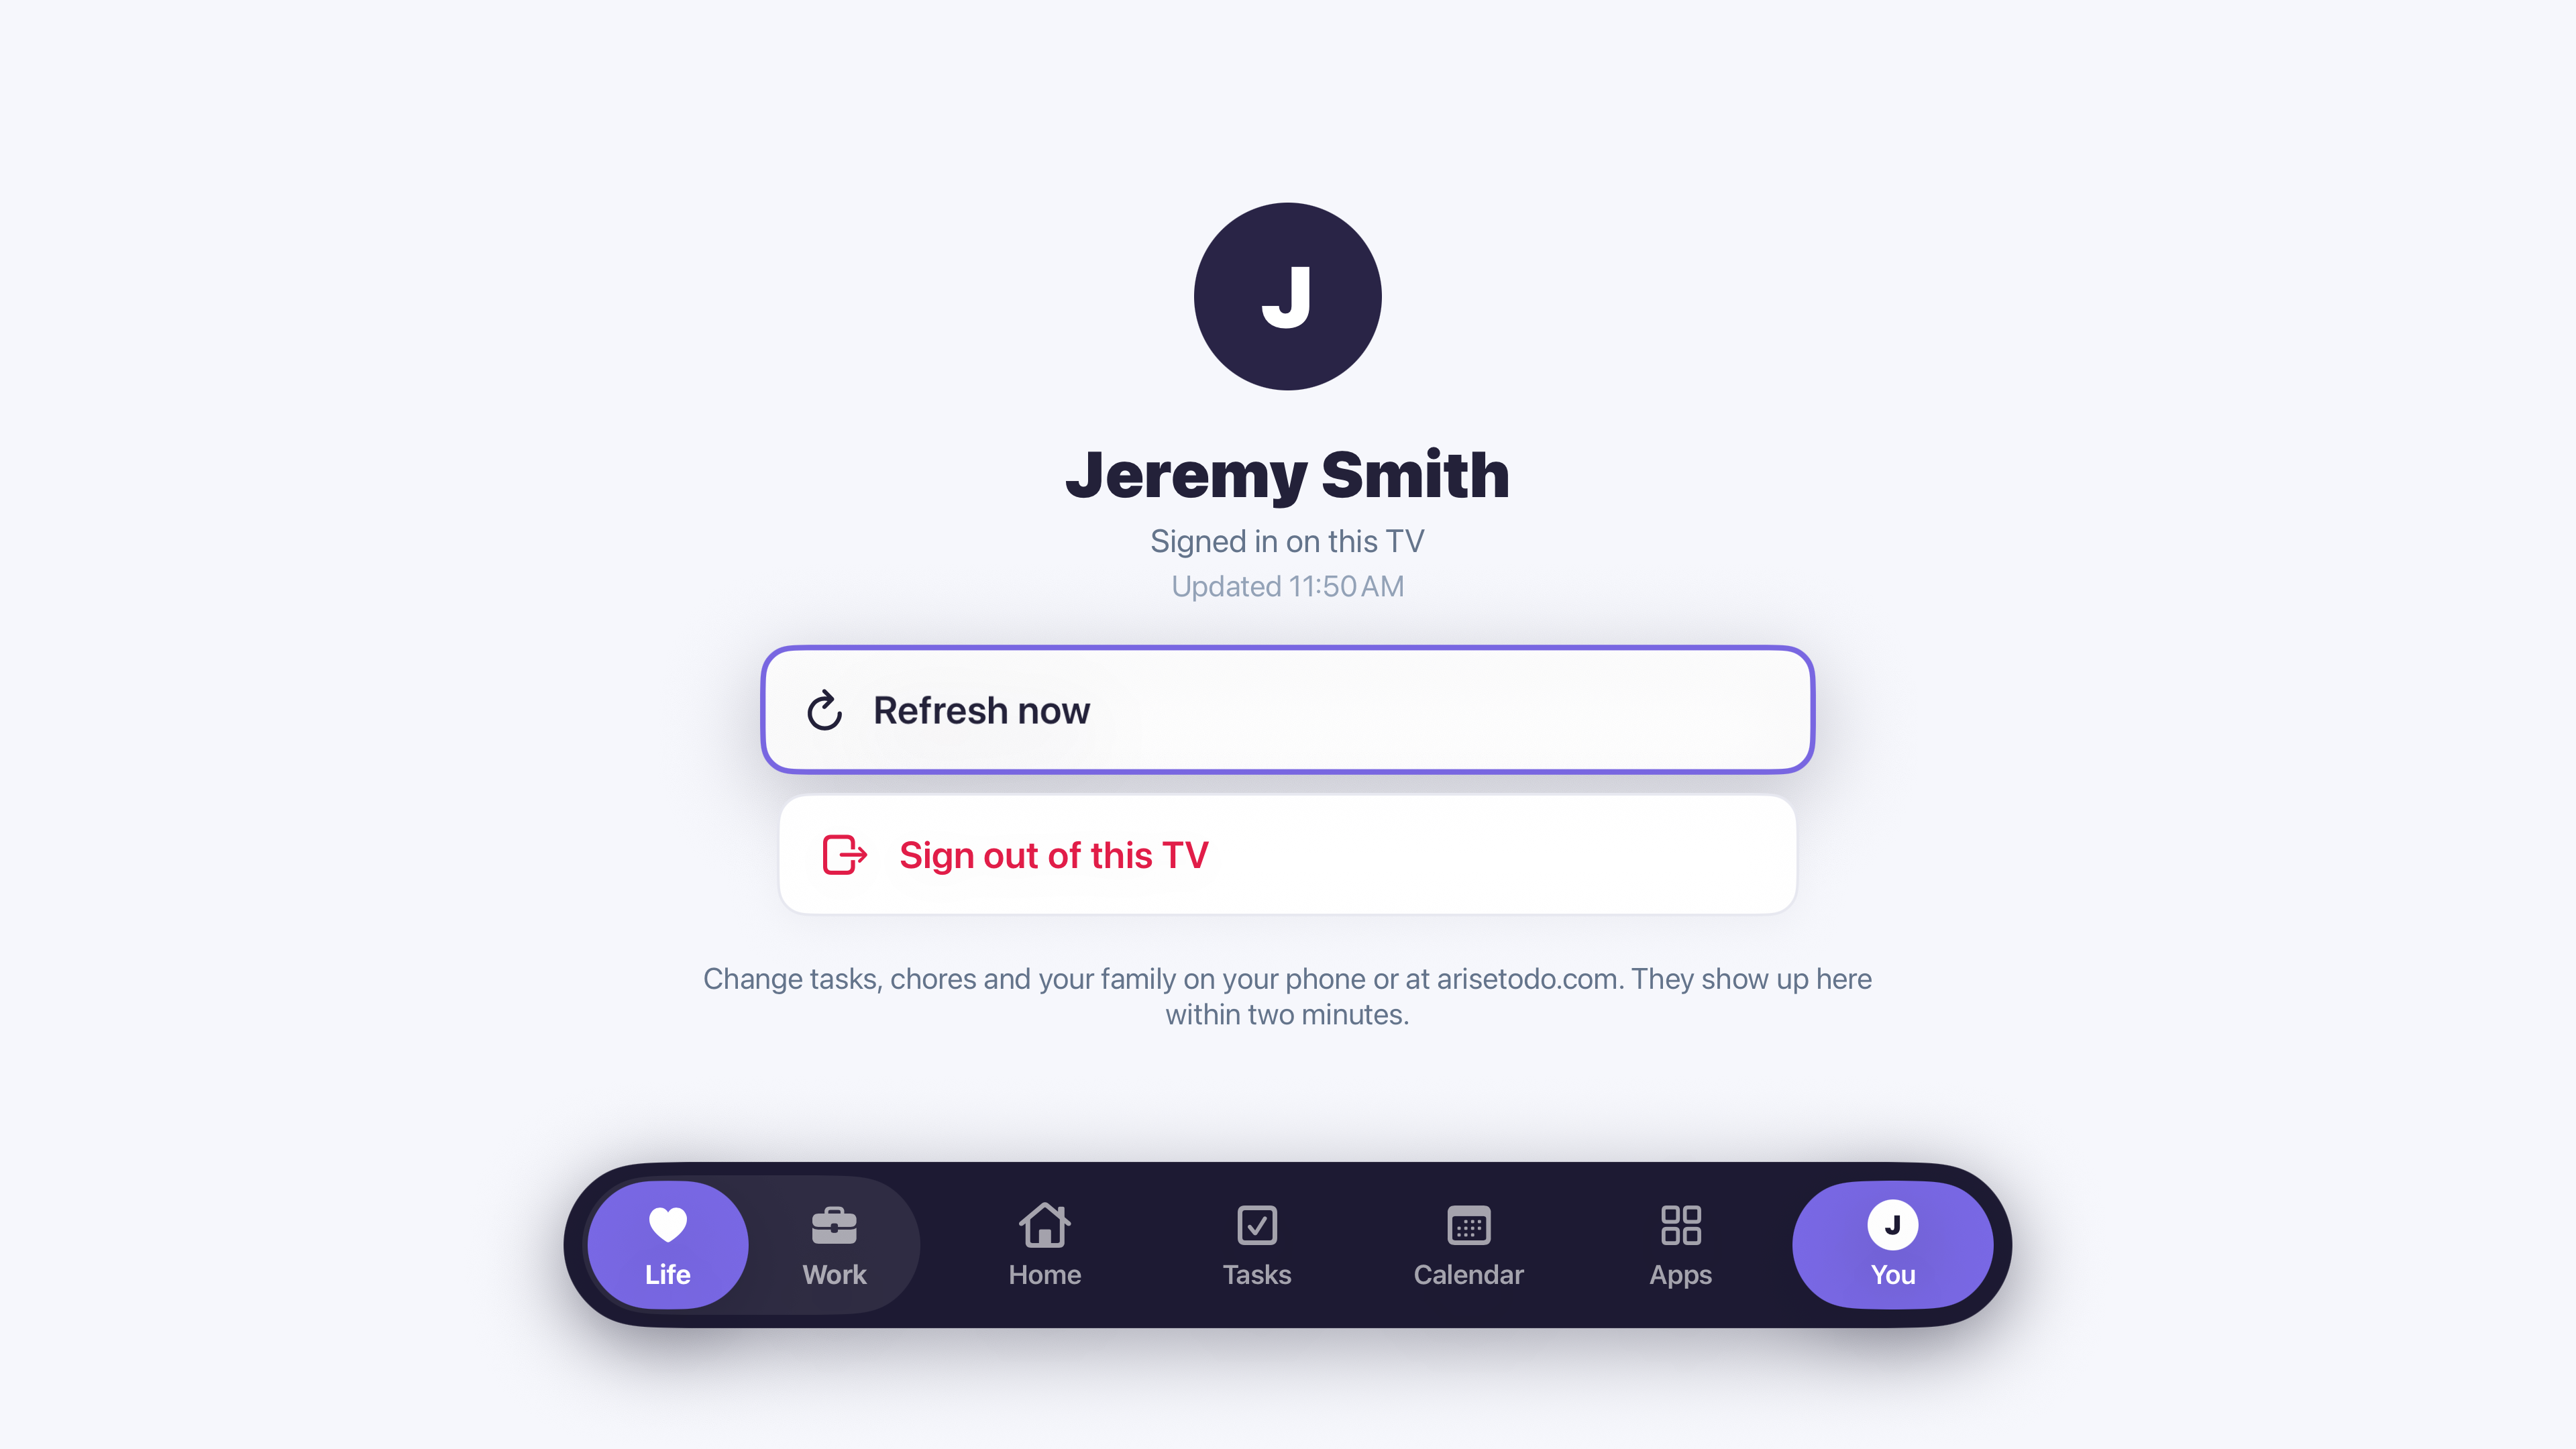 J
Jeremy Smith
Signed in on this TV
Updated 11:50 AM
Refresh now
Sign out of this TV
Change tasks, chores and your family on your phone or at arisetodo.com. They show up here
within two minutes.
J
Life Work Home Tasks Calendar Apps You